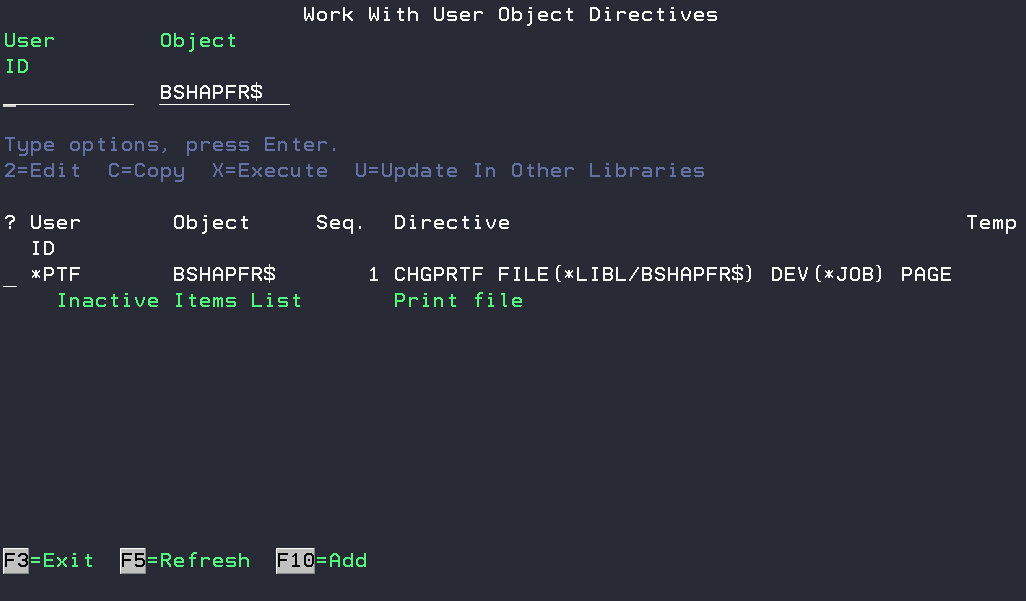 Work With User Object Directives
User Object
ID
BSHAPFR$
Type options, press Enter.
2=Edit C=Copy X=Execute U=Update In Other Libraries
? User Object Seq. Directive Temp
ID
*PTF BSHAPFR$ 1 CHGPRTF FILE(*LIBL/BSHAPFR$) DEV(*JOB) PAGE
Inactive Items List Print file
F3=Exit F5=Refresh F10=Add